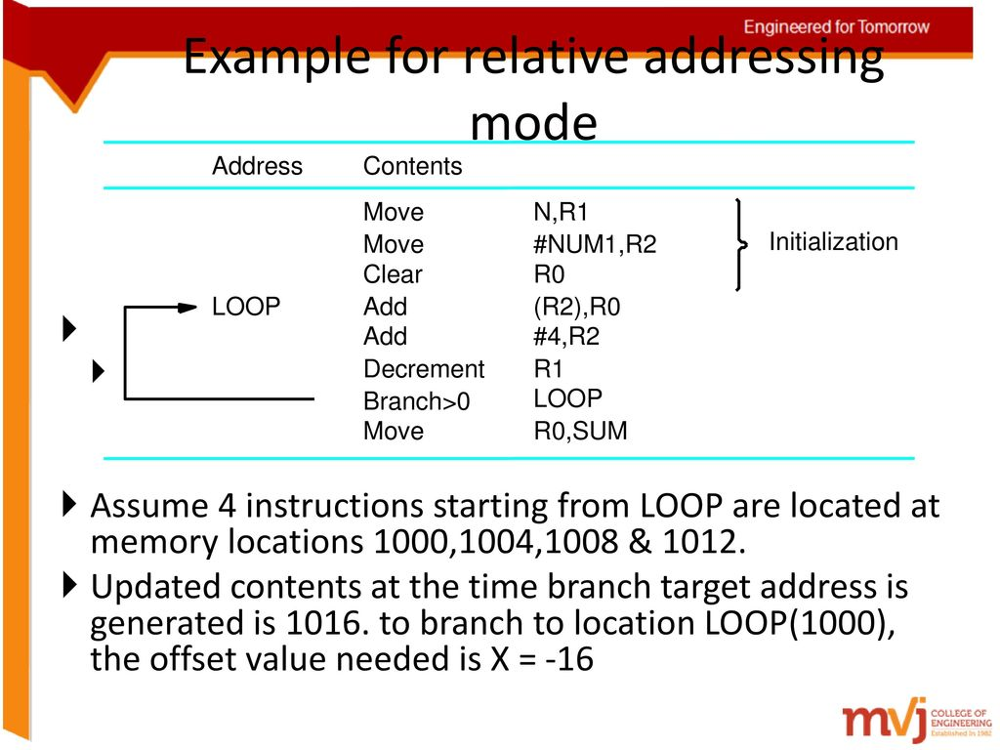 Engineered for Tomorrow
Example for relative addressing
mode
Address Contents
Move N,R1
Move #NUM1,R2
Initialization
Clear R0
LOOP Add (R2),R0
Add #4,R2
Decrement R1
Branch>0 LOOP
Move R0,SUM
Assume 4 instructions starting from LOOP are located at
memory locations 1000,1004,1008 & 1012.
Updated contents at the time branch target address is
generated is 1016. to branch to location LOOP(1000),
the offset value needed is X = -16
mvj COLLEGE OF
ENGINEERING
Established In 1982